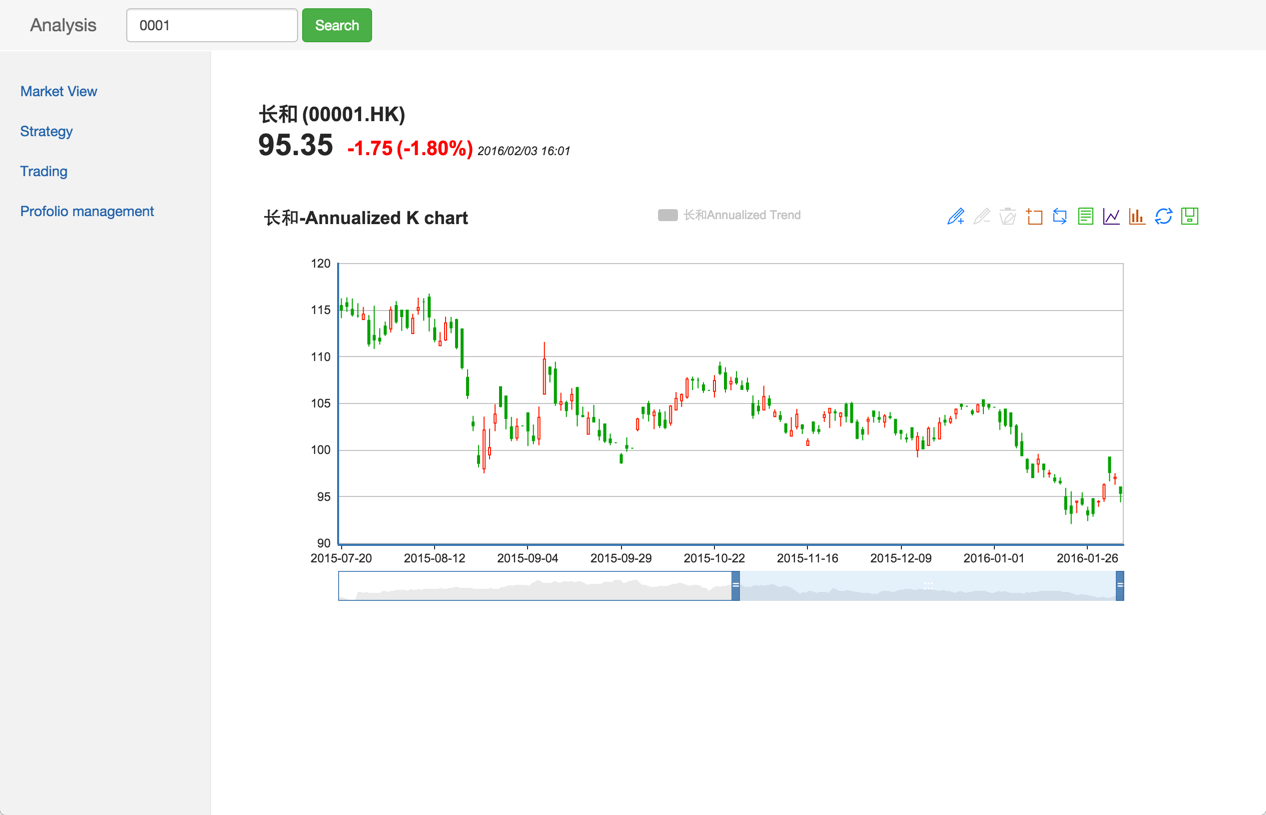 Analysis 0001 Search
Market View
Strategy
Trading
Profolio management
长和 (00001.HK)
95.35 -1.75 (-1.80%) 2016/02/03 16:01
长和-Annualized K chart 长和Annualized Trend
120
115
110
105
100
95
90
2015-07-20 2015-08-12 2015-09-04 2015-09-29 2015-10-22 2015-11-16 2015-12-09 2016-01-01 2016-01-26